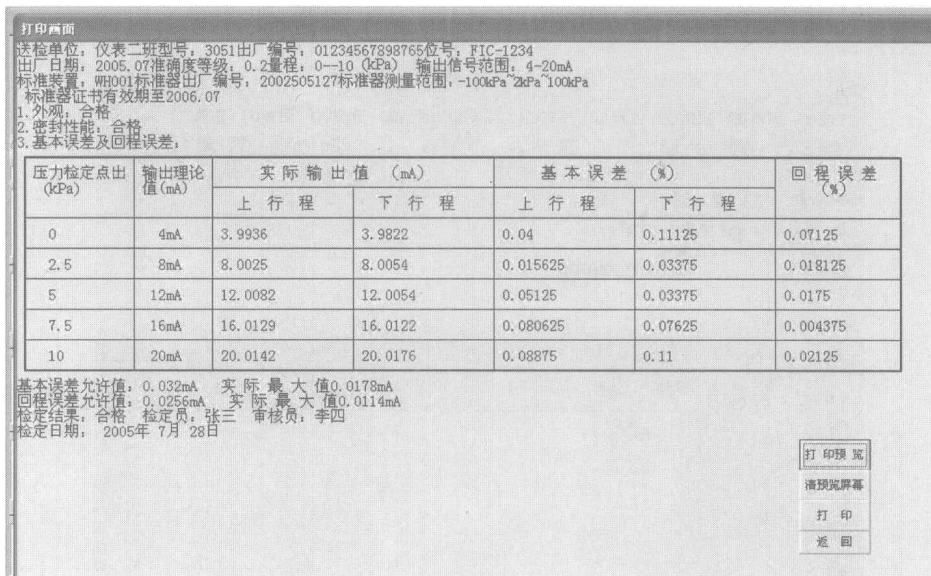 打印画面
送检单位：仪表二班型号：3051出厂编号：01234567898765位号：FIC-1234
出厂日期：2005.07准确度等级：0.2量程：0--10 (kPa) 输出信号范围：4-20mA
标准装置：WH001标准器出厂编号：2002505127标准器测量范围：-100kPa~2kPa~100kPa
标准器证书有效期至2006.07
1.外观：合格
2.密封性能：合格
3.基本误差及回程误差：
压力检定点出(kPa) 输出理论值(mA) 实际输出值 (mA) 基本误差 (%) 回程误差(%)
上行程 下行程 上行程 下行程
0 4mA 3.9936 3.9822 0.04 0.11125 0.07125
2.5 8mA 8.0025 8.0054 0.015625 0.03375 0.018125
5 12mA 12.0082 12.0054 0.05125 0.03375 0.0175
7.5 16mA 16.0129 16.0122 0.080625 0.07625 0.004375
10 20mA 20.0142 20.0176 0.08875 0.11 0.02125
基本误差允许值：0.032mA 实际最大值0.0178mA
回程误差允许值：0.0256mA 实际最大值0.0114mA
检定结果：合格 检定员：张三 审核员：李四
检定日期： 2005年 7月 28日
打印预览
清预览屏幕
打印
返回